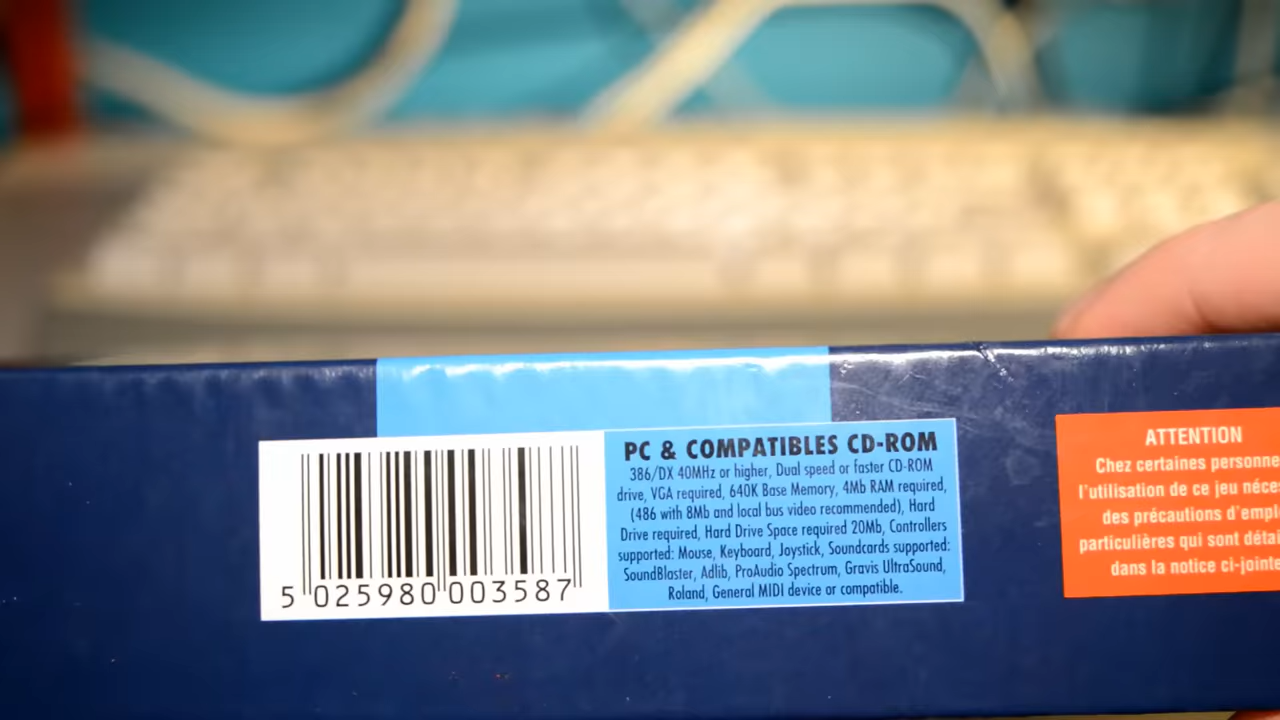 PC & COMPATIBLES CD-ROM
386/DX 40MHz or higher, Dual speed or faster CD-ROM
drive, VGA required, 640K Base Memory, 4Mb RAM required,
(486 with 8Mb and local bus video recommended), Hard
Drive required, Hard Drive Space required 20Mb, Controllers
supported: Mouse, Keyboard, Joystick, Soundcards supported:
SoundBlaster, Adlib, ProAudio Spectrum, Gravis UltraSound,
Roland, General MIDI device or compatible.
5 025980 003587
ATTENTION
Chez certaines personne
l'utilisation de ce jeu néces
des précautions d'empl
particulières qui sont détai
dans la notice ci-jointe